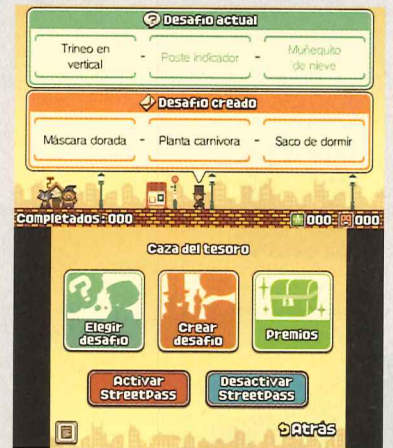 Desafío actual
Trineo en vertical - Poste indicador - Muñequito de nieve
Desafío creado
Máscara dorada - Planta carnívora - Saco de dormir
Completados:000
000 000
Caza del tesoro
Elegir desafío
Crear desafío
Premios
Activar StreetPass
Desactivar StreetPass
Atrás